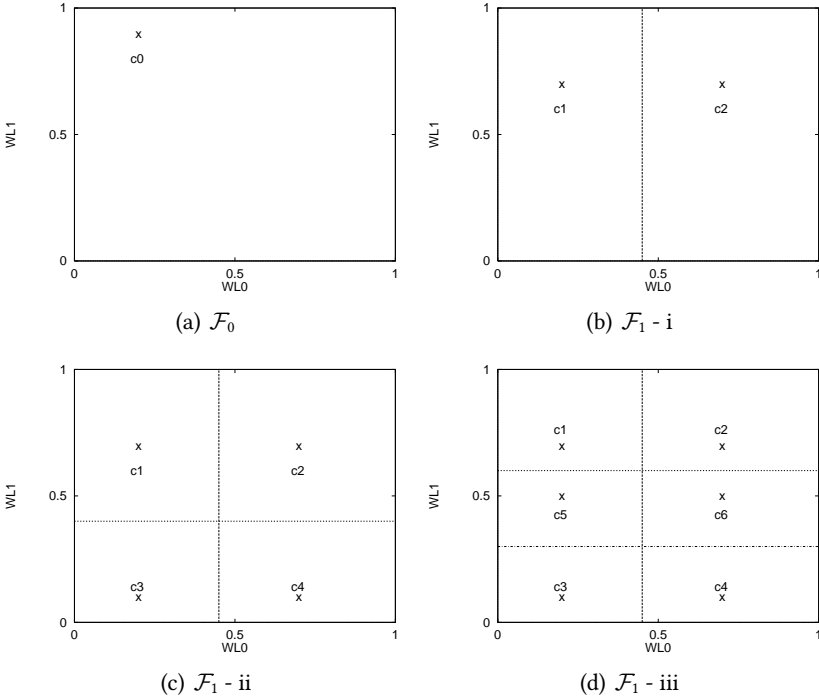 1
x
c0
WL1
0.5
0
0
0.5
1
WL0
(a) F₀
1
x
x
c1
c2
WL1
0.5
0
0
0.5
1
WL0
(b) F₁ - i
1
x
x
c1
c2
WL1
0.5
c3
c4
x
x
0
0
0.5
1
WL0
(c) F₁ - ii
1
c1
c2
x
x
WL1
0.5
x
x
c5
c6
c3
c4
x
x
0
0
0.5
1
WL0
(d) F₁ - iii